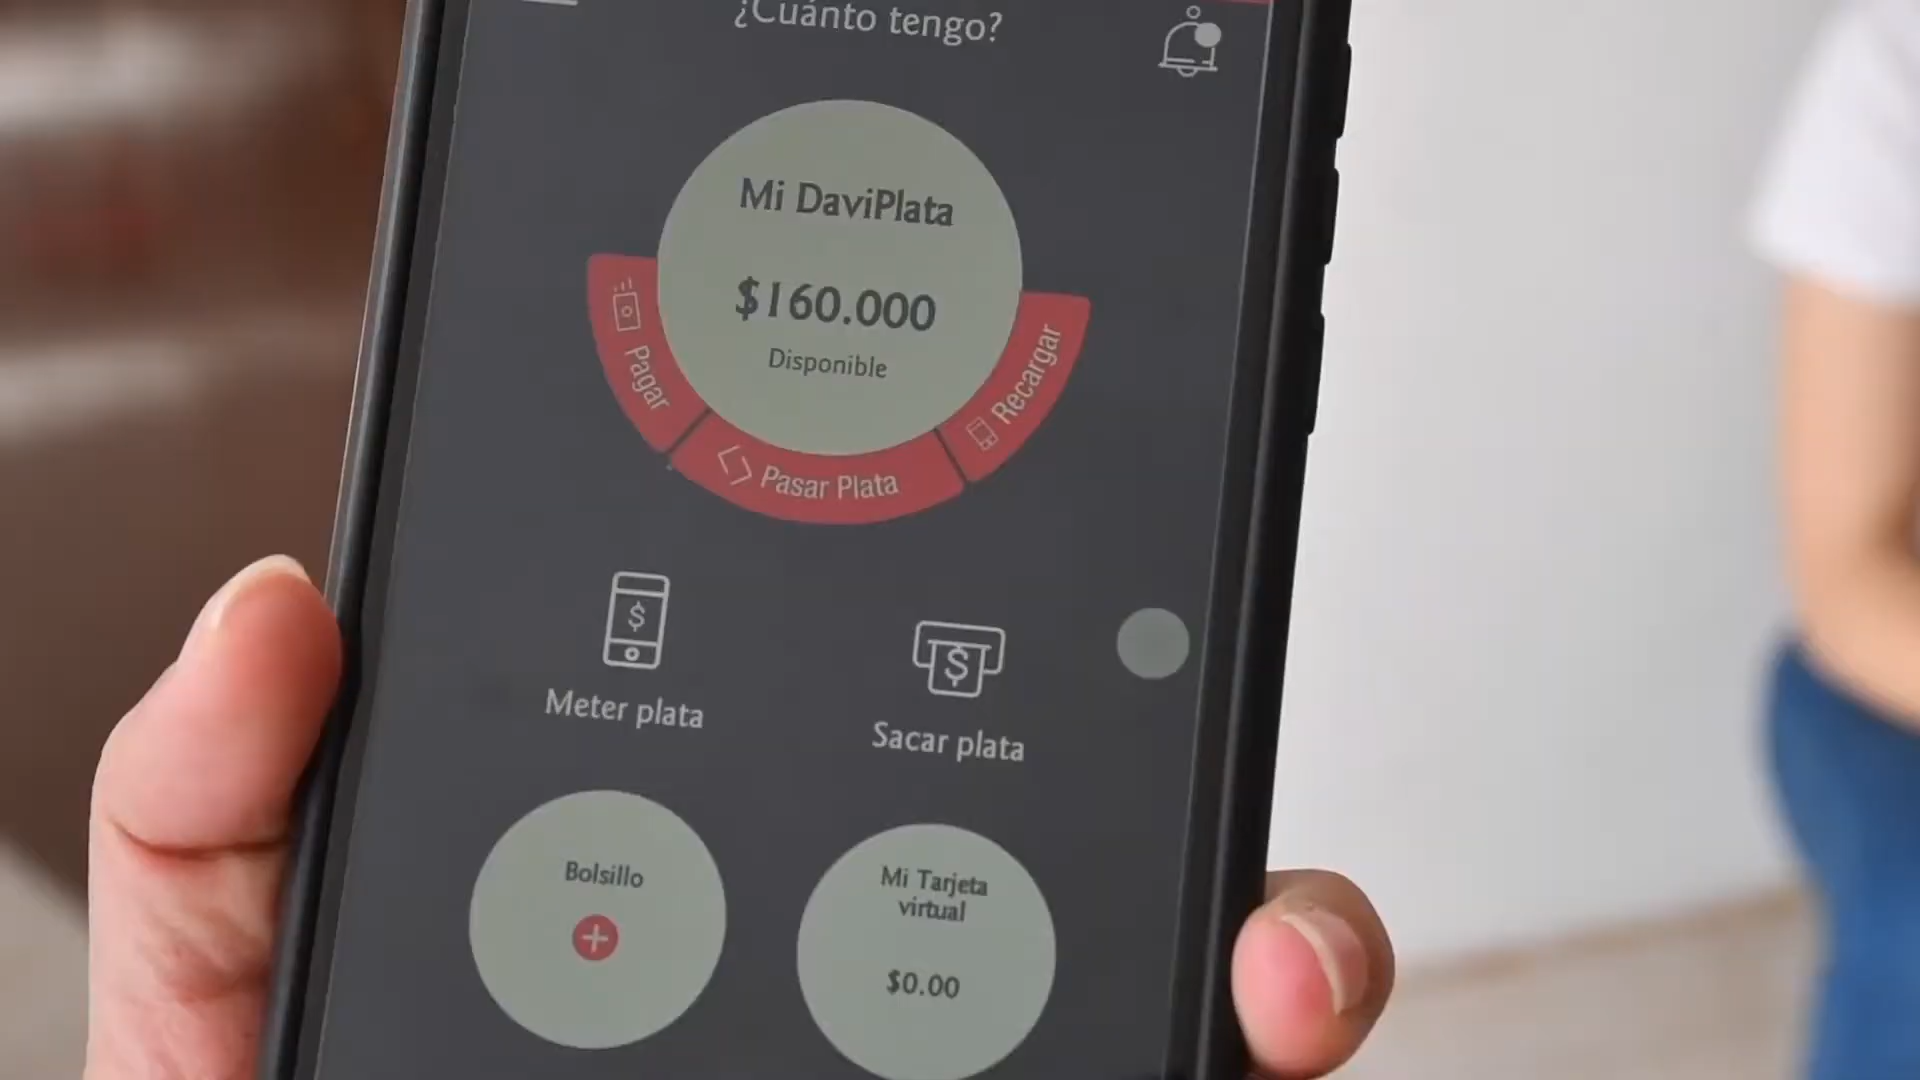 ¿Cuánto tengo?
Mi DaviPlata
$160.000
Disponible
Pagar
Pasar Plata
Recargar
$
Meter plata
$
Sacar plata
Bolsillo
Mi Tarjeta
virtual
$0.00